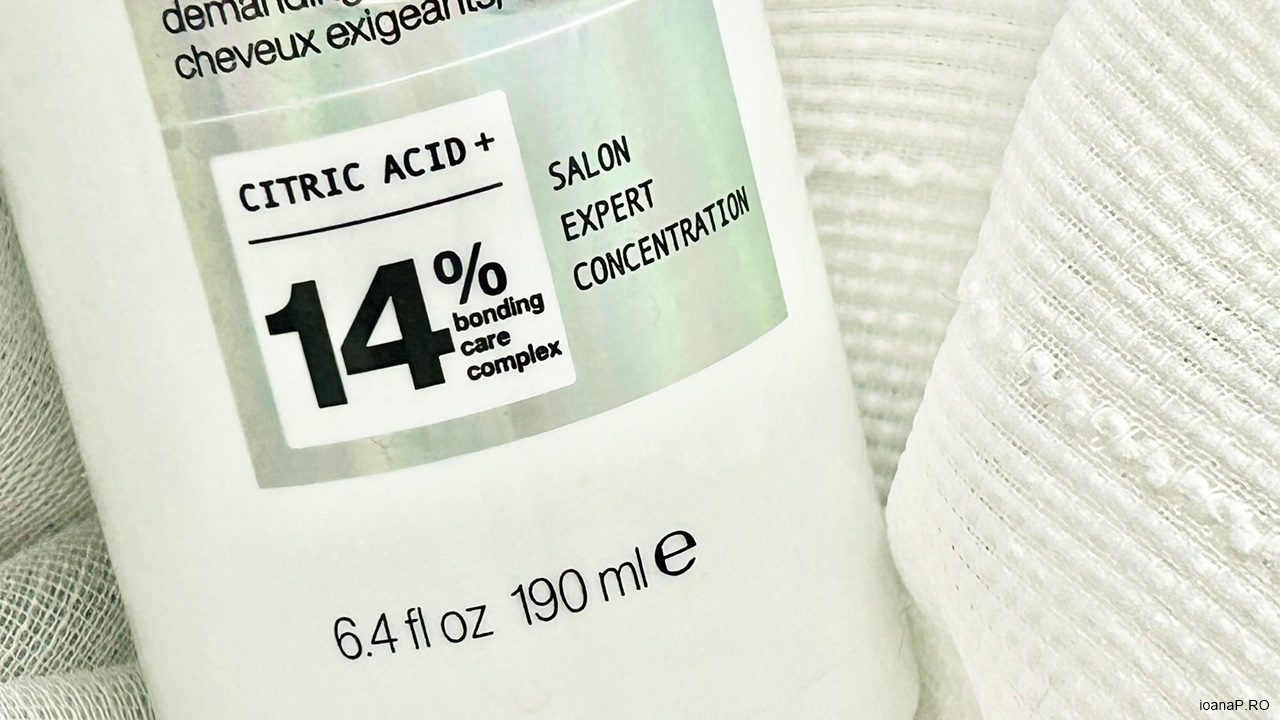 demanding
cheveux exigeants,
CITRIC ACID +
14%
bonding
care
complex
SALON
EXPERT
CONCENTRATION
6.4 fl oz 190 ml e
ioanaP.RO